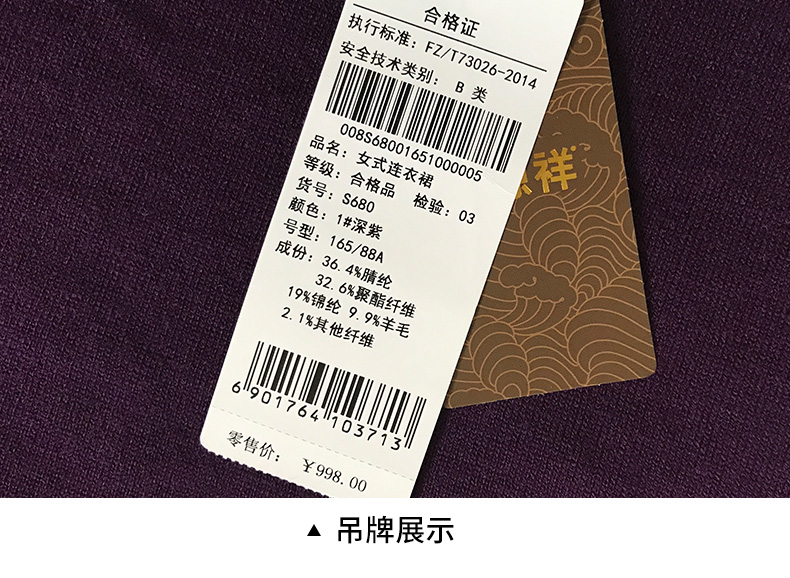 合格证
执行标准: FZ/T73026-2014
安全技术类别: B 类
008S68001651000005
品名: 女式连衣裙
等级: 合格品 检验: 03
货号: S680
颜色: 1#深紫
号型: 165/88A
成份: 36.4%腈纶
32.6%聚酯纤维
19%锦纶 9.9%羊毛
2.1%其他纤维
6901764103713
零售价: ¥998.00
祥
▲ 吊牌展示